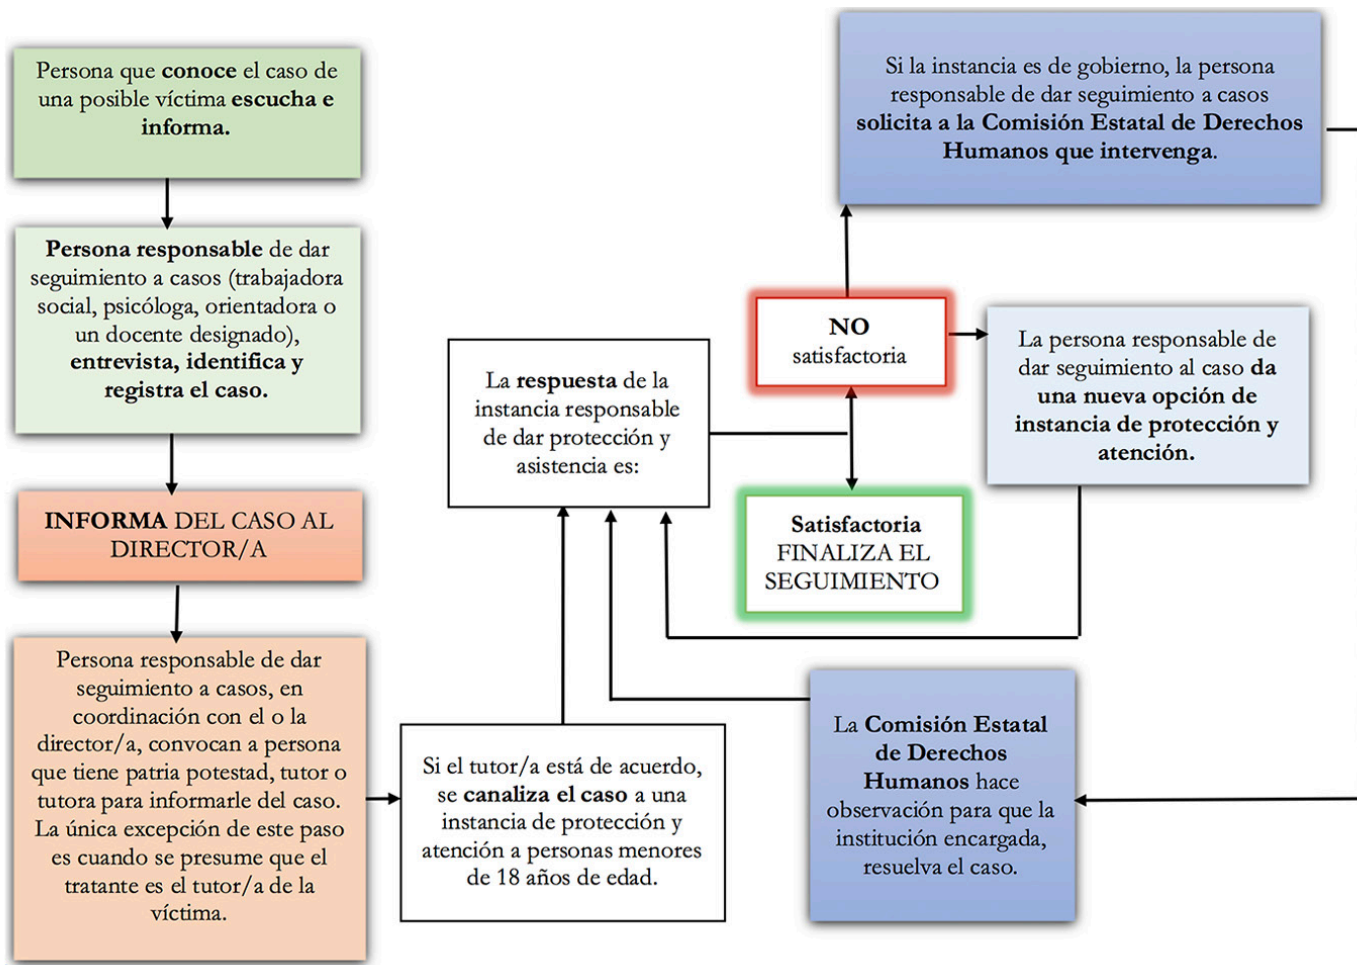 Persona que conoce el caso de
una posible víctima escucha e
informa.
Persona responsable de dar
seguimiento a casos (trabajadora
social, psicóloga, orientadora o
un docente designado),
entrevista, identifica y
registra el caso.
INFORMA DEL CASO AL
DIRECTOR/A
Persona responsable de dar
seguimiento a casos, en
coordinación con el o la
director/a, convocan a persona
que tiene patria potestad, tutor o
tutora para informarle del caso.
La única excepción de este paso
es cuando se presume que el
tratante es el tutor/a de la
víctima.
Si el tutor/a está de acuerdo,
se canaliza el caso a una
instancia de protección y
atención a personas menores
de 18 años de edad.
La respuesta de la
instancia responsable
de dar protección y
asistencia es:
NO
satisfactoria
Satisfactoria
FINALIZA EL
SEGUIMIENTO
Si la instancia es de gobierno, la persona
responsable de dar seguimiento a casos
solicita a la Comisión Estatal de Derechos
Humanos que intervenga.
La persona responsable de
dar seguimiento al caso da
una nueva opción de
instancia de protección y
atención.
La Comisión Estatal
de Derechos
Humanos hace
observación para que la
institución encargada,
resuelva el caso.